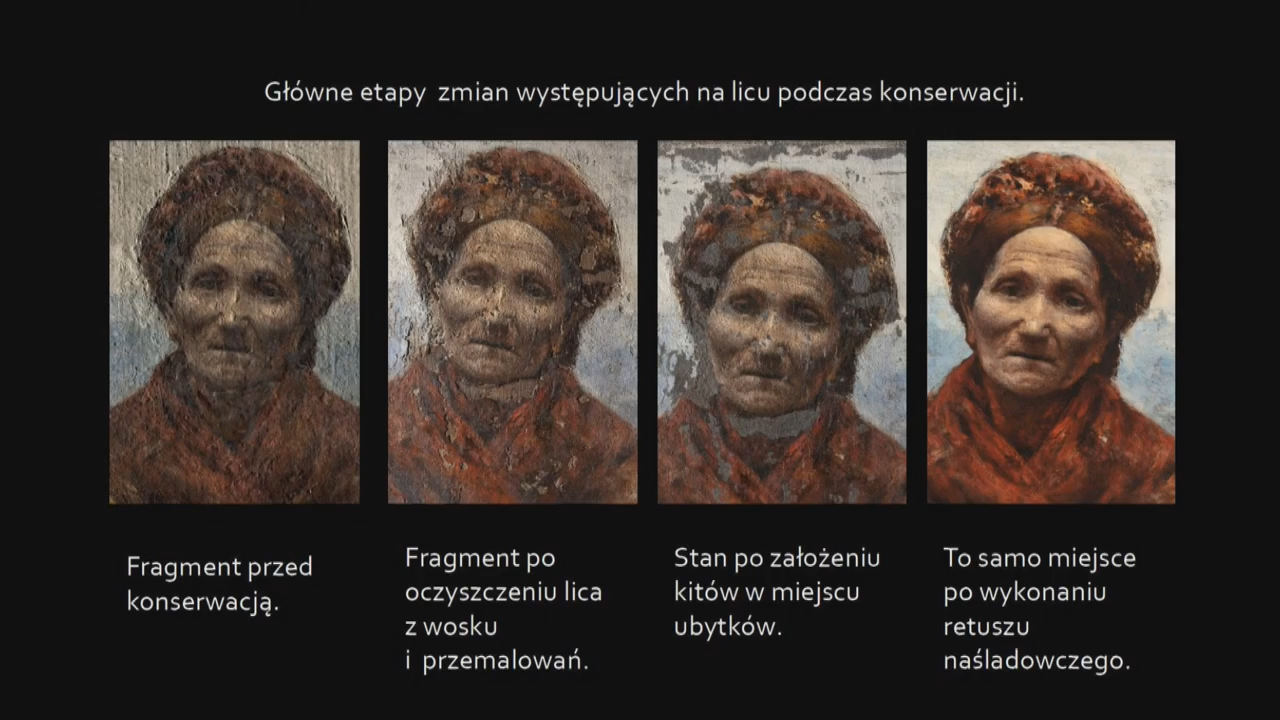 Główne etapy  zmian występujących na licu podczas konserwacji.
Fragment przed
konserwacją.
Fragment po
oczyszczeniu lica
z wosku
i  przemalowań.
Stan po założeniu
kitów w miejscu
ubytków.
To samo miejsce
po wykonaniu
retuszu
naśladowczego.